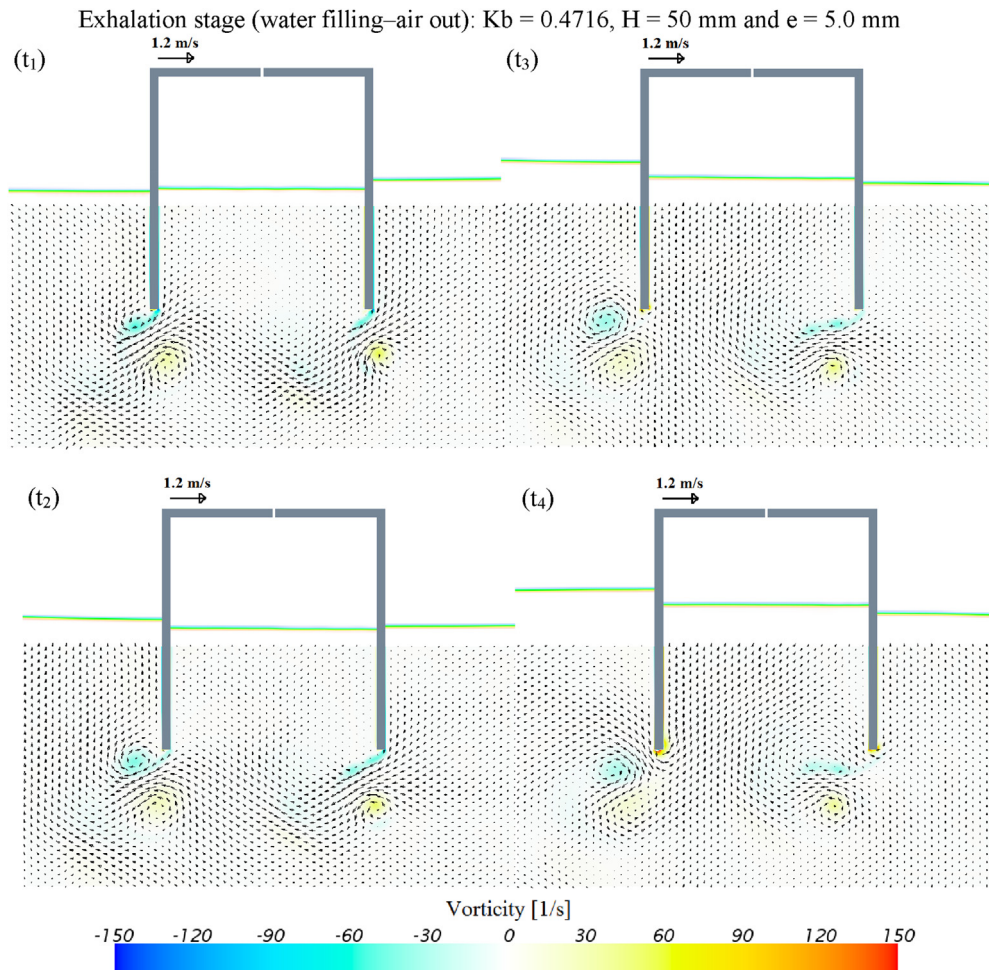 Exhalation stage (water filling–air out): Kb = 0.4716, H = 50 mm and e = 5.0 mm
(t₁)
1.2 m/s
(t₃)
1.2 m/s
(t₂)
1.2 m/s
(t₄)
1.2 m/s
Vorticity [1/s]
-150 -120 -90 -60 -30 0 30 60 90 120 150